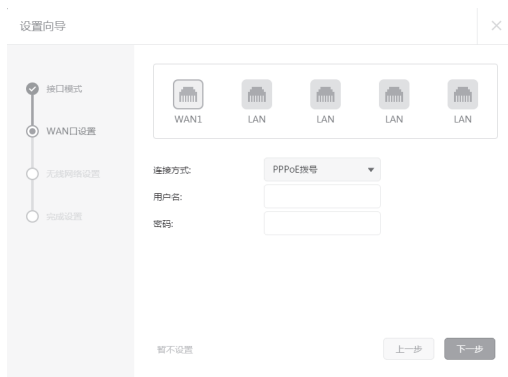 设置向导
接口模式
WAN口设置
无线网络设置
完成设置
WAN1 LAN LAN LAN LAN
连接方式: PPPoE拨号
用户名:
密码:
暂不设置 上一步 下一步